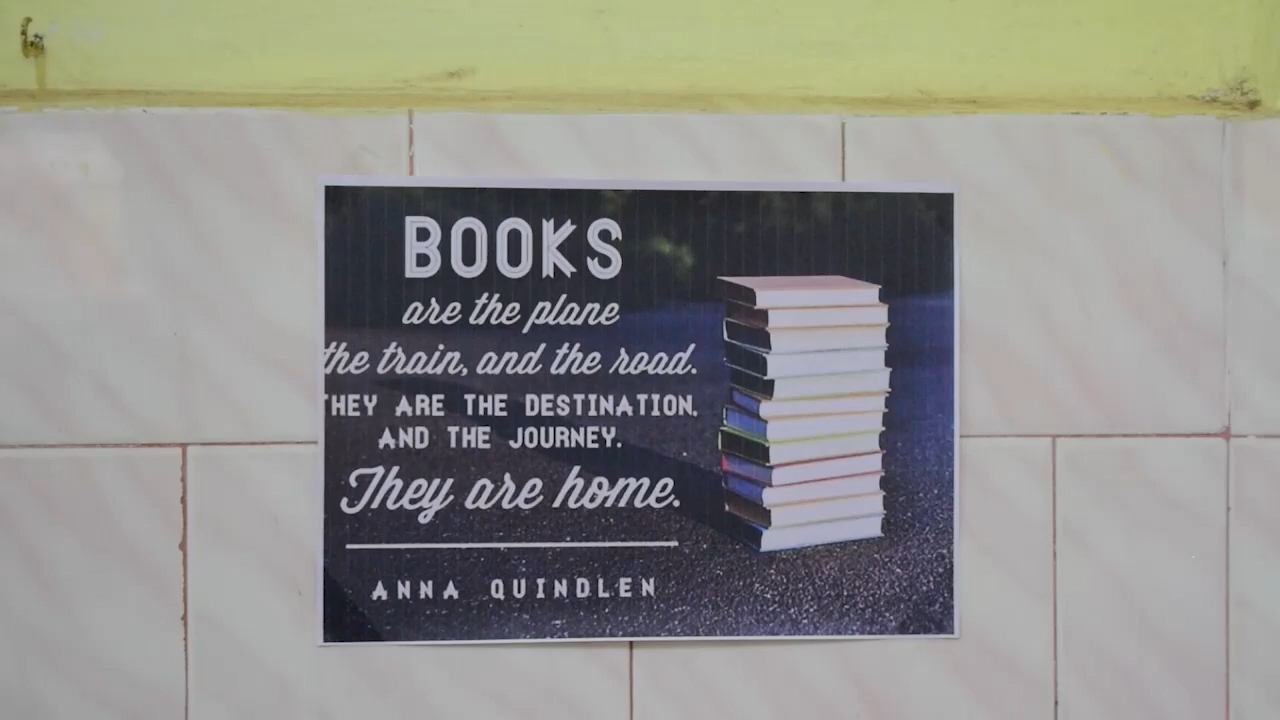 BOOKS
are the plane
the train, and the road.
THEY ARE THE DESTINATION,
AND THE JOURNEY.
They are home.
ANNA QUINDLEN